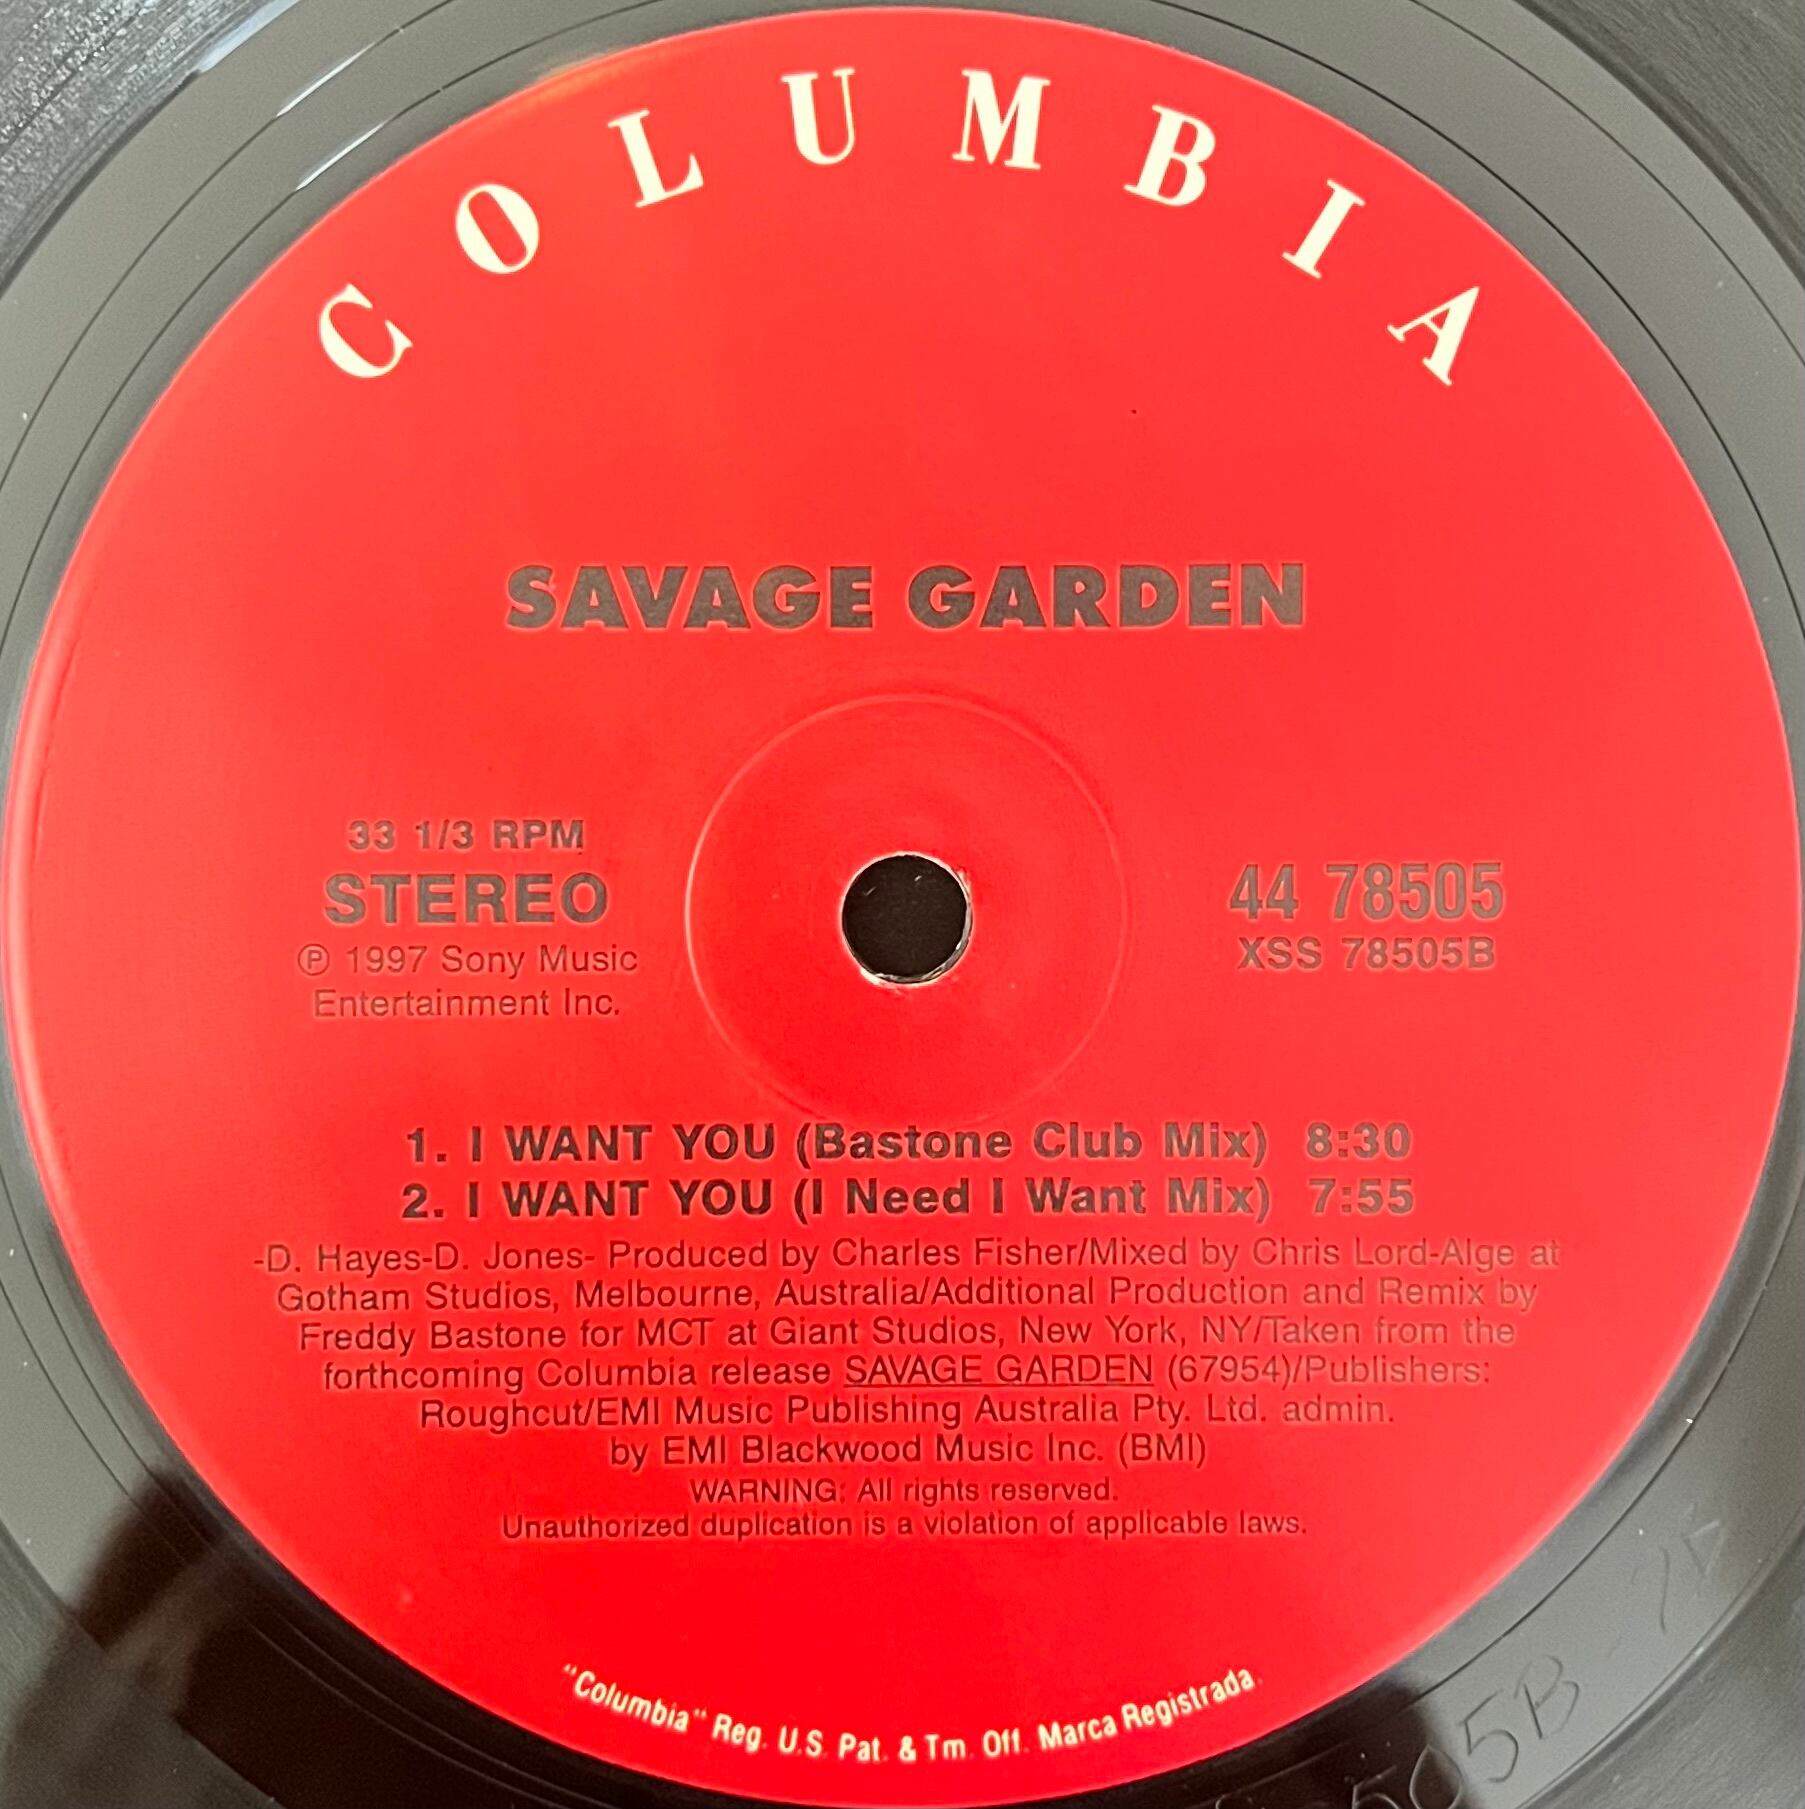 COLUMBIA
SAVAGE GARDEN
33 1/3 RPM
STEREO
℗ 1997 Sony Music
Entertainment Inc.
44 78505
XSS 78505B
1. I WANT YOU (Bastone Club Mix) 8:30
2. I WANT YOU (I Need I Want Mix) 7:55
-D. Hayes-D. Jones- Produced by Charles Fisher/Mixed by Chris Lord-Alge at
Gotham Studios, Melbourne, Australia/Additional Production and Remix by
Freddy Bastone for MCT at Giant Studios, New York, NY/Taken from the
forthcoming Columbia release SAVAGE GARDEN (67954)/Publishers:
Roughcut/EMI Music Publishing Australia Pty. Ltd. admin.
by EMI Blackwood Music Inc. (BMI)
WARNING: All rights reserved.
Unauthorized duplication is a violation of applicable laws.
"Columbia" Reg. U.S. Pat. & Tm. Off. Marca Registrada.